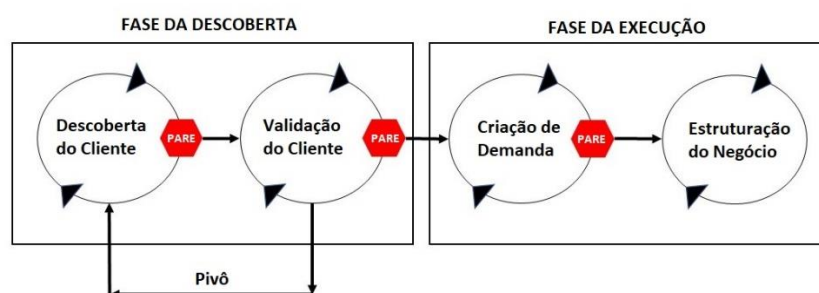 FASE DA DESCOBERTA
FASE DA EXECUÇÃO
Descoberta
do Cliente
PARE
Validação
do Cliente
PARE
Criação de
Demanda
PARE
Estruturação
do Negócio
Pivô